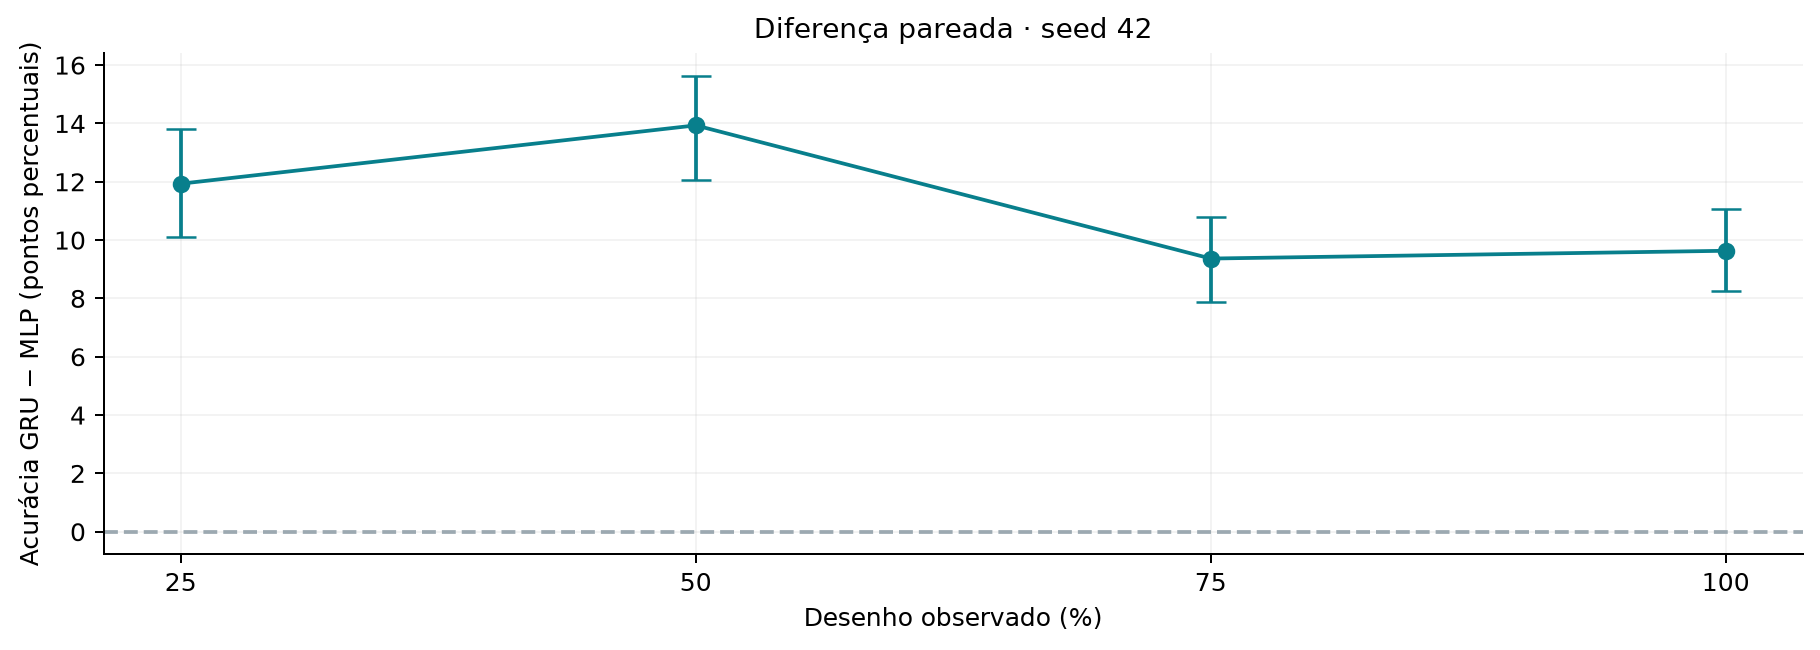 Diferença pareada · seed 42
Acurácia GRU − MLP (pontos percentuais)
16
14
12
10
8
6
4
2
0
25 50 75 100
Desenho observado (%)